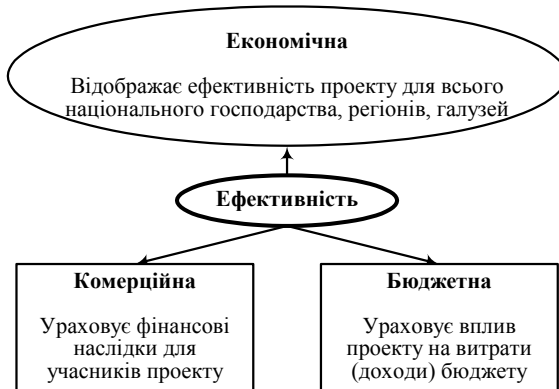 Економічна
Відображає ефективність проекту для всього
національного господарства, регіонів, галузей
Ефективність
Комерційна
Ураховує фінансові
наслідки для
учасників проекту
Бюджетна
Ураховує вплив
проекту на витрати
(доходи) бюджету